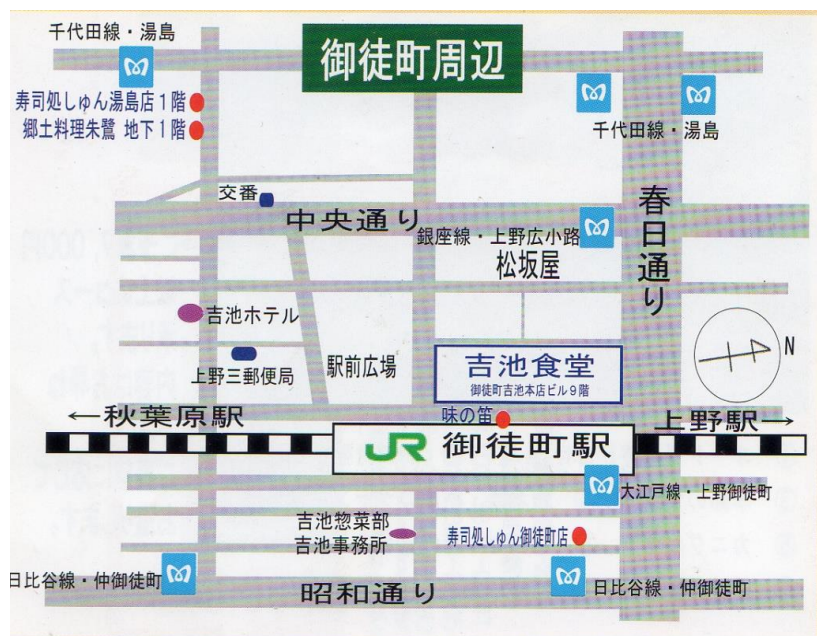 千代田線・湯島
御徒町周辺
寿司処しゅん湯島店1階
郷土料理朱鷺 地下1階
千代田線・湯島
交番
中央通り
銀座線・上野広小路
春日通り
松坂屋
吉池ホテル
N
上野三郵便局
駅前広場
吉池食堂
御徒町吉池本店ビル9階
味の笛
←秋葉原駅
上野駅→
JR 御徒町駅
大江戸線・上野御徒町
吉池惣菜部
吉池事務所
寿司処しゅん御徒町店
日比谷線・仲御徒町
昭和通り
日比谷線・仲御徒町